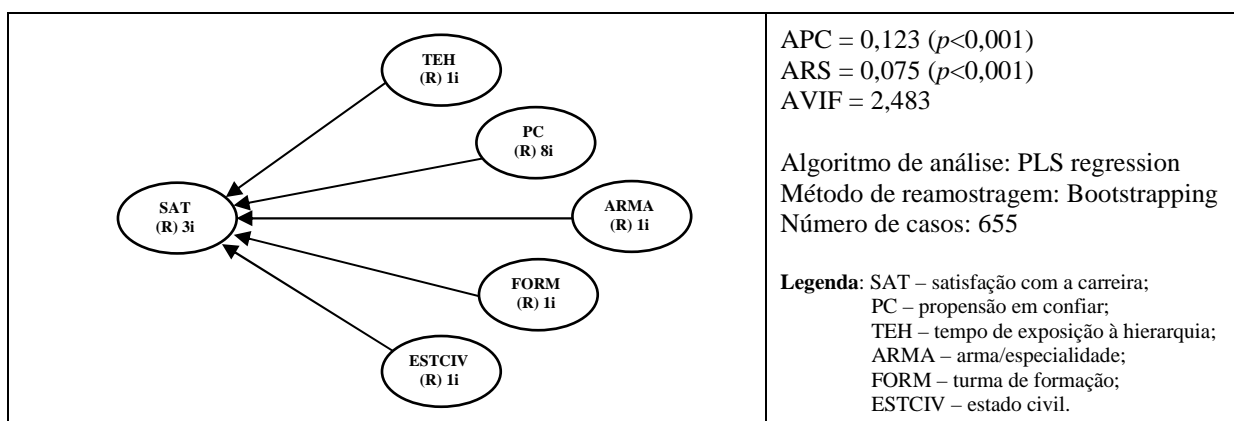 TEH
(R) 1i
PC
(R) 8i
SAT
(R) 3i
ARMA
(R) 1i
FORM
(R) 1i
ESTCIV
(R) 1i
APC = 0,123 (p<0,001)
ARS = 0,075 (p<0,001)
AVIF = 2,483
Algoritmo de análise: PLS regression
Método de reamostragem: Bootstrapping
Número de casos: 655
Legenda: SAT – satisfação com a carreira;
PC – propensão em confiar;
TEH – tempo de exposição à hierarquia;
ARMA – arma/especialidade;
FORM – turma de formação;
ESTCIV – estado civil.